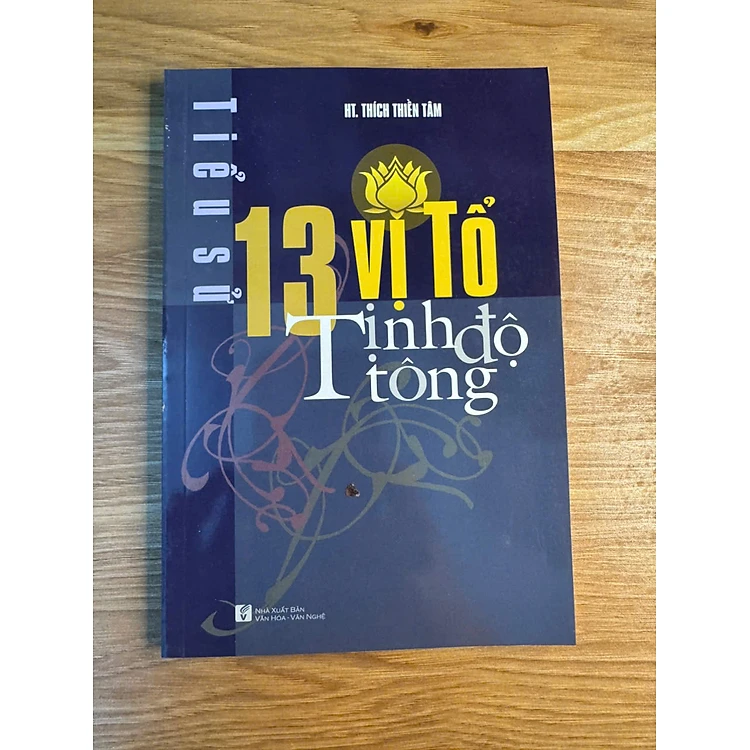 Tiểu sử
HT. THÍCH THIỀN TÂM
13 VỊ TỔ
Tịnh độ
tông
NHÀ XUẤT BẢN
VĂN HÓA - VĂN NGHỆ